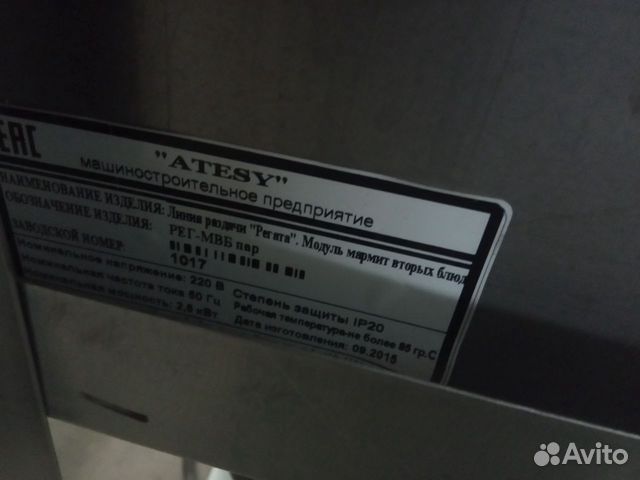 EAC
"ATESY"
машиностроительное предприятие
НАИМЕНОВАНИЕ ИЗДЕЛИЯ: Линия раздачи "Регата". Модуль мармит вторых блюд
ОБОЗНАЧЕНИЕ ИЗДЕЛИЯ: РЕГ-МВБ пар
ЗАВОДСКОЙ НОМЕР:
1017
Номинальное напряжение: 220 В Степень защиты IP20
Номинальная частота тока 50 Гц Рабочая температура-не более 85 гр.С
Номинальная мощность: 2,6 кВт Дата изготовления: 09.2015
Avito